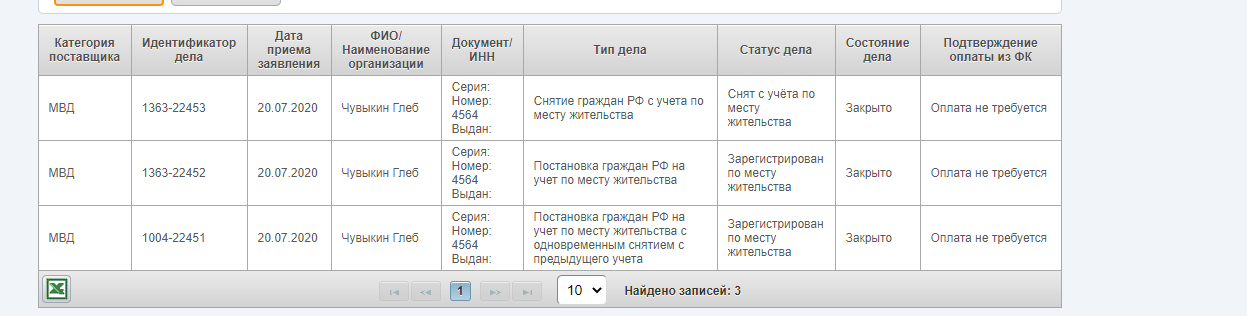 Категория поставщика
Идентификатор дела
Дата приема заявления
ФИО/ Наименование организации
Документ/ ИНН
Тип дела
Статус дела
Состояние дела
Подтверждение оплаты из ФК
МВД
1363-22453
20.07.2020
Чувыкин Глеб
Серия:
Номер:
4564
Выдан:
Снятие граждан РФ с учета по
месту жительства
Снят с учёта по
месту
жительства
Закрыто
Оплата не требуется
МВД
1363-22452
20.07.2020
Чувыкин Глеб
Серия:
Номер:
4564
Выдан:
Постановка граждан РФ на
учет по месту жительства
Зарегистрирован
по месту
жительства
Закрыто
Оплата не требуется
МВД
1004-22451
20.07.2020
Чувыкин Глеб
Серия:
Номер:
4564
Выдан:
Постановка граждан РФ на
учет по месту жительства с
одновременным снятием с
предыдущего учета
Зарегистрирован
по месту
жительства
Закрыто
Оплата не требуется
1
10
Найдено записей: 3